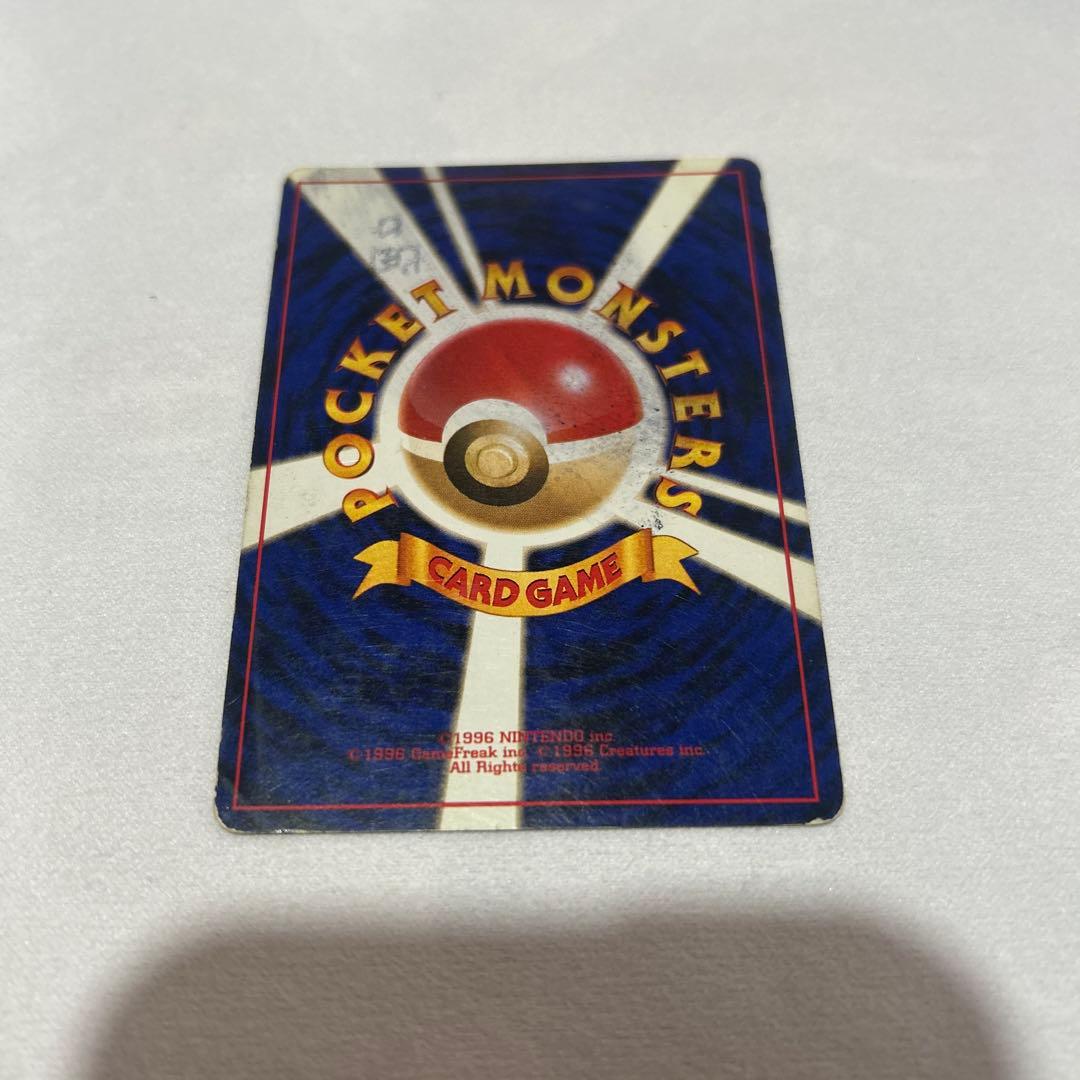 POCKET MONSTERS
CARD GAME
©1996 NINTENDO inc.
©1996 GameFreak inc. ©1996 Creatures inc.
All Rights reserved.